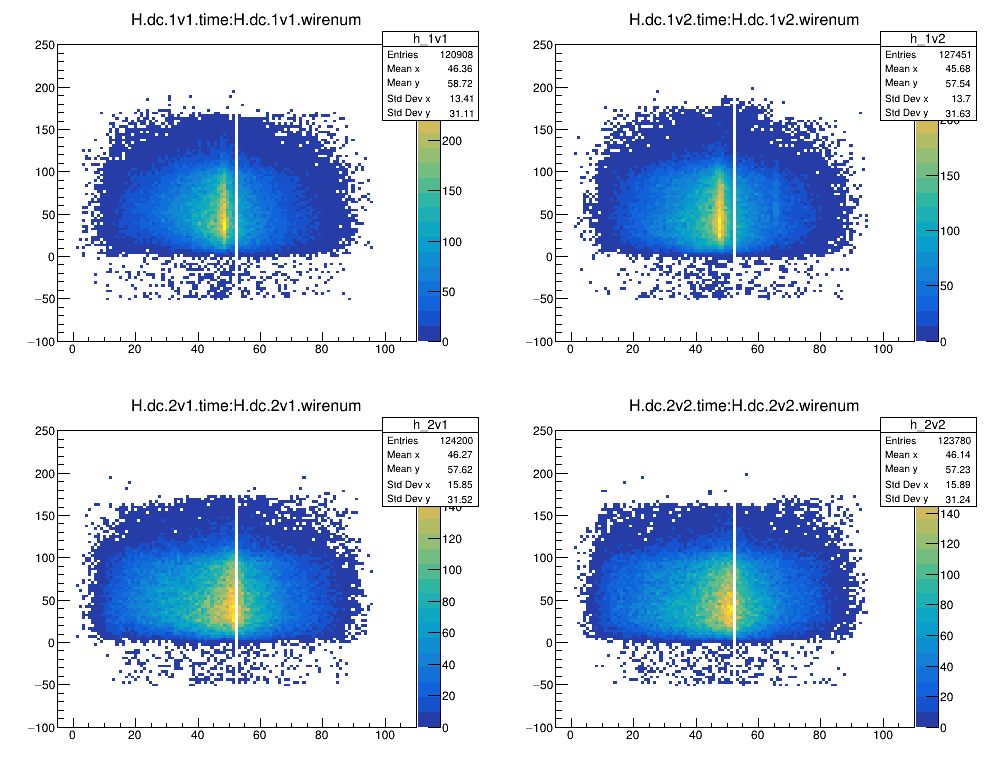 H.dc.1v1.time:H.dc.1v1.wirenum
h_1v1
Entries 120908
Mean x 46.36
Mean y 58.72
Std Dev x 13.41
Std Dev y 31.11
250
200
150
100
50
0
−50
−100
0 20 40 60 80 100
200
150
100
50
0
H.dc.1v2.time:H.dc.1v2.wirenum
h_1v2
Entries 127451
Mean x 45.68
Mean y 57.54
Std Dev x 13.7
Std Dev y 31.63
250
200
150
100
50
0
−50
−100
0 20 40 60 80 100
200
150
100
50
0
H.dc.2v1.time:H.dc.2v1.wirenum
h_2v1
Entries 124200
Mean x 46.27
Mean y 57.62
Std Dev x 15.85
Std Dev y 31.52
250
200
150
100
50
0
−50
−100
0 20 40 60 80 100
140
120
100
80
60
40
20
0
H.dc.2v2.time:H.dc.2v2.wirenum
h_2v2
Entries 123780
Mean x 46.14
Mean y 57.23
Std Dev x 15.89
Std Dev y 31.24
250
200
150
100
50
0
−50
−100
0 20 40 60 80 100
140
120
100
80
60
40
20
0